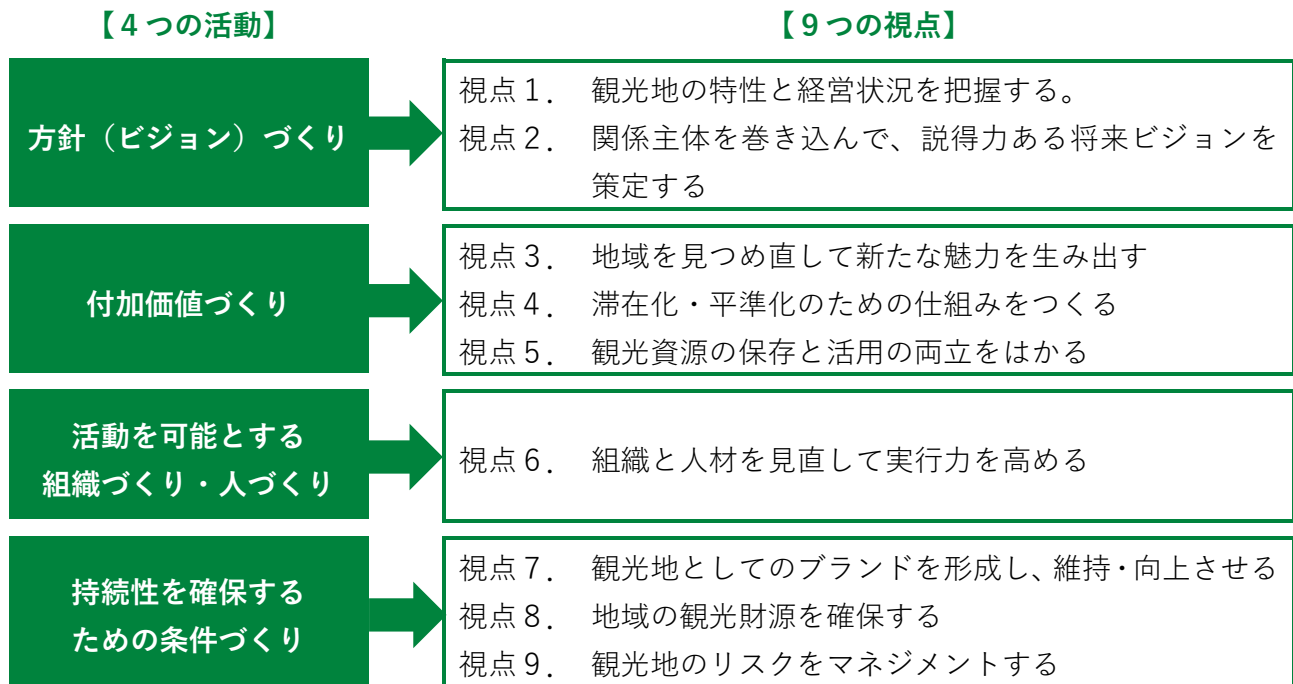 【4つの活動】
【9つの視点】
方針（ビジョン）づくり
視点1． 観光地の特性と経営状況を把握する。
視点2． 関係主体を巻き込んで、説得力ある将来ビジョンを
策定する
付加価値づくり
視点3． 地域を見つめ直して新たな魅力を生み出す
視点4． 滞在化・平準化のための仕組みをつくる
視点5． 観光資源の保存と活用の両立をはかる
活動を可能とする
組織づくり・人づくり
視点6． 組織と人材を見直して実行力を高める
持続性を確保する
ための条件づくり
視点7． 観光地としてのブランドを形成し、維持・向上させる
視点8． 地域の観光財源を確保する
視点9． 観光地のリスクをマネジメントする